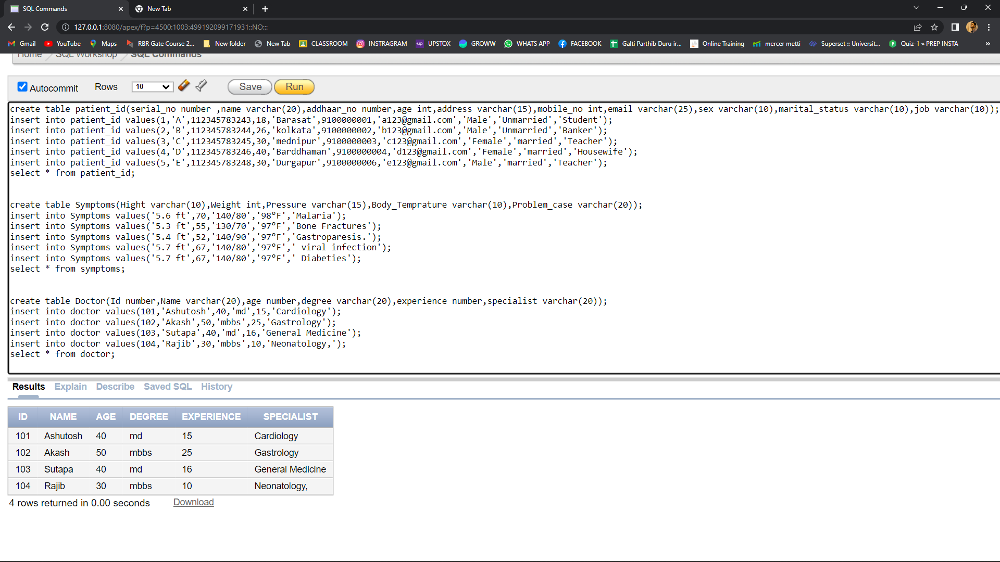 SQL Commands
New Tab
127.0.0.1:8080/apex/f?p=4500:1003:499192099171931::NO:::
Gmail YouTube Maps RBR Gate Course 2... New folder New Tab CLASSROOM INSTRAGRAM UPSTOX GROWW WHATS APP FACEBOOK Galti Parthib Duru ir... Online Training mercer metti Superset :: Universit... Quiz-1 » PREP INSTA »
Home SQL Workshop SQL Commands
Autocommit Rows 10 Save Run
create table patient_id(serial_no number ,name varchar(20),addhaar_no number,age int,address varchar(15),mobile_no int,email varchar(25),sex varchar(10),marital_status varchar(10),job varchar(10));
insert into patient_id values(1,'A',112345783243,18,'Barasat',9100000001,'a123@gmail.com','Male','Unmarried','Student');
insert into patient_id values(2,'B',112345783244,26,'kolkata',9100000002,'b123@gmail.com','Male','Unmarried','Banker');
insert into patient_id values(3,'C',112345783245,30,'mednipur',9100000003,'c123@gmail.com','Female','married','Teacher');
insert into patient_id values(4,'D',112345783246,40,'Barddhaman',9100000004,'d123@gmail.com','Female','married','Housewife');
insert into patient_id values(5,'E',112345783248,30,'Durgapur',9100000006,'e123@gmail.com','Male','married','Teacher');
select * from patient_id;
create table Symptoms(Hight varchar(10),Weight int,Pressure varchar(15),Body_Temprature varchar(10),Problem_case varchar(20));
insert into Symptoms values('5.6 ft',70,'140/80','98°F','Malaria');
insert into Symptoms values('5.3 ft',55,'130/70','97°F','Bone Fractures');
insert into Symptoms values('5.4 ft',52,'140/90','97°F','Gastroparesis.');
insert into Symptoms values('5.7 ft',67,'140/80','97°F',' viral infection');
insert into Symptoms values('5.7 ft',67,'140/80','97°F',' Diabeties');
select * from symptoms;
create table Doctor(Id number,Name varchar(20),age number,degree varchar(20),experience number,specialist varchar(20));
insert into doctor values(101,'Ashutosh',40,'md',15,'Cardiology');
insert into doctor values(102,'Akash',50,'mbbs',25,'Gastrology');
insert into doctor values(103,'Sutapa',40,'md',16,'General Medicine');
insert into doctor values(104,'Rajib',30,'mbbs',10,'Neonatology,');
select * from doctor;
Results Explain Describe Saved SQL History
ID NAME AGE DEGREE EXPERIENCE SPECIALIST
101 Ashutosh 40 md 15 Cardiology
102 Akash 50 mbbs 25 Gastrology
103 Sutapa 40 md 16 General Medicine
104 Rajib 30 mbbs 10 Neonatology,
4 rows returned in 0.00 seconds Download